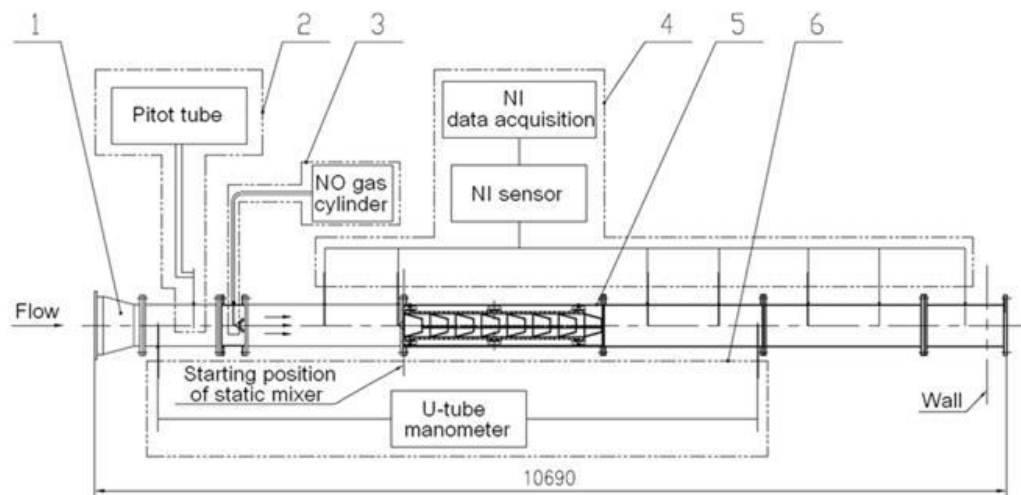 1
2
3
4
5
6
Pitot tube
NO gas
cylinder
NI
data acquisition
NI sensor
Flow
Starting position
of static mixer
U-tube
manometer
Wall
10690